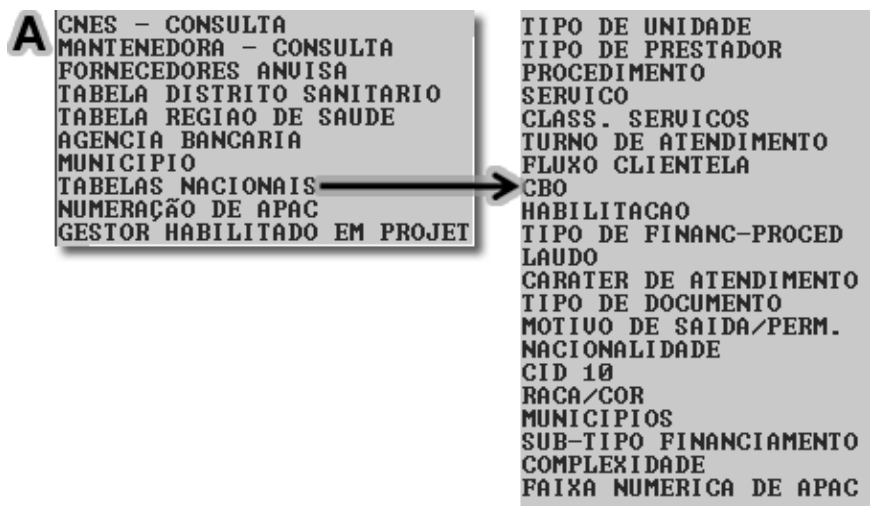 A
CNES - CONSULTA
MANTENEDORA - CONSULTA
FORNECEDORES ANVISA
TABELA DISTRITO SANITARIO
TABELA REGIAO DE SAUDE
AGENCIA BANCARIA
MUNICIPIO
TABELAS NACIONAIS
NUMERAÇÃO DE APAC
GESTOR HABILITADO EM PROJET
TIPO DE UNIDADE
TIPO DE PRESTADOR
PROCEDIMENTO
SERVICO
CLASS. SERVICOS
TURNO DE ATENDIMENTO
FLUXO CLIENTELA
CBO
HABILITACAO
TIPO DE FINANC-PROCED
LAUDO
CARATER DE ATENDIMENTO
TIPO DE DOCUMENTO
MOTIVO DE SAIDA/PERM.
NACIONALIDADE
CID 10
RACA/COR
MUNICIPIOS
SUB-TIPO FINANCIAMENTO
COMPLEXIDADE
FAIXA NUMERICA DE APAC